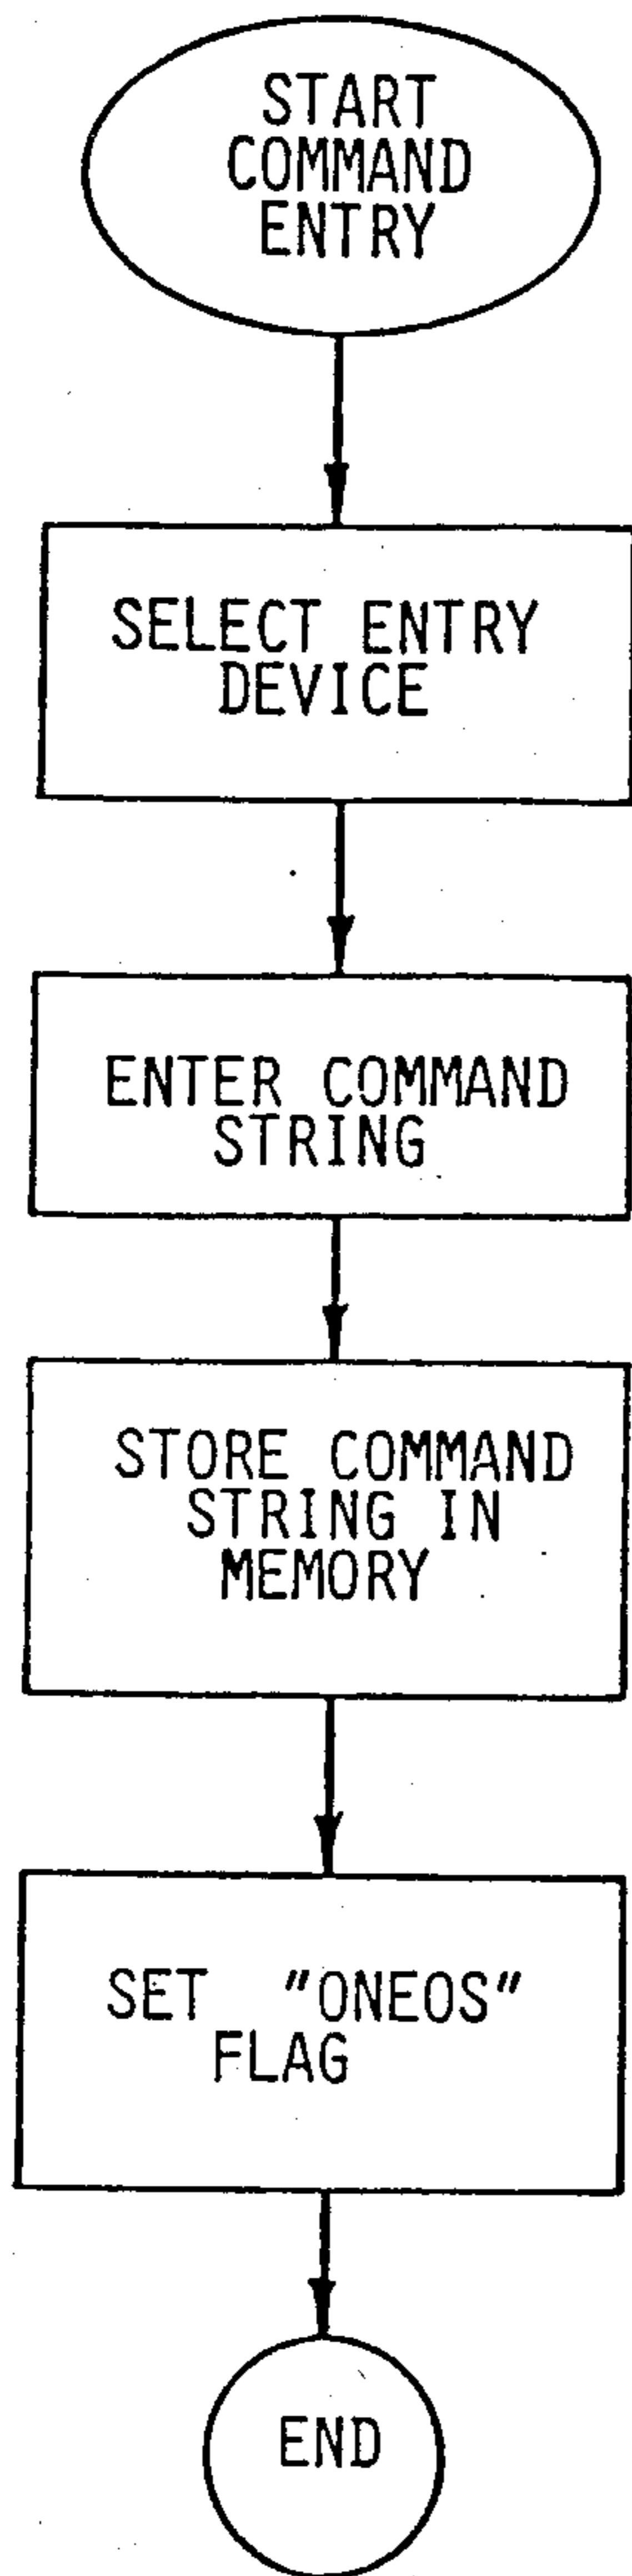 START
COMMAND
ENTRY
SELECT ENTRY
DEVICE
ENTER COMMAND
STRING
STORE COMMAND
STRING IN
MEMORY
SET "ONEOS"
FLAG
END